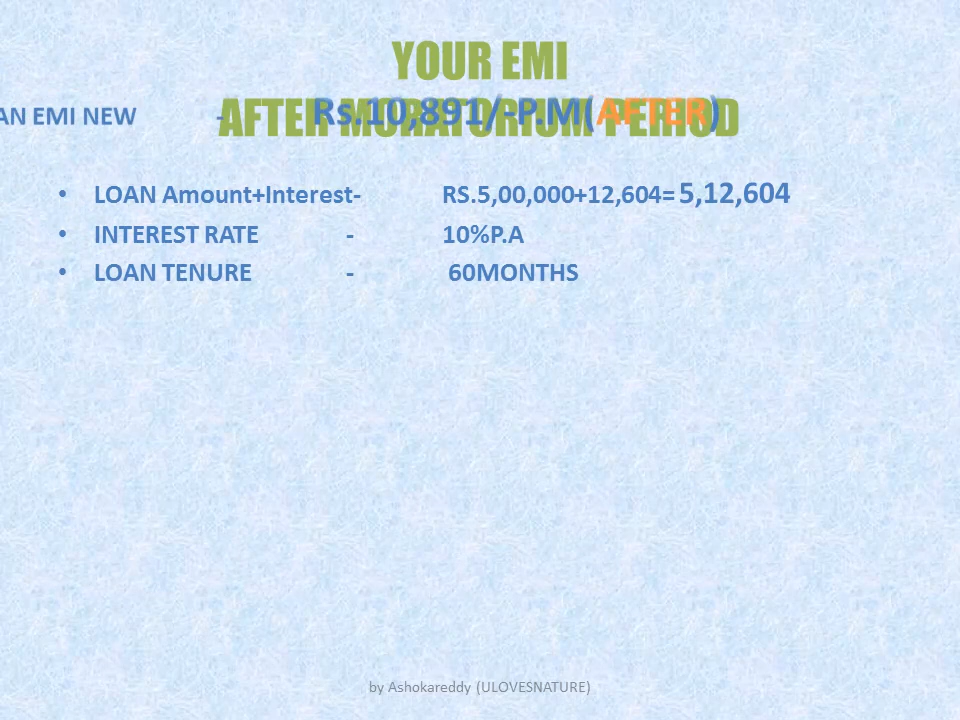 YOUR EMI
AFTER MORATORIUM PERIOD
AN EMI NEW - Rs.10,891/-P.M(AFTER)
• LOAN Amount+Interest- RS.5,00,000+12,604= 5,12,604
• INTEREST RATE - 10%P.A
• LOAN TENURE - 60MONTHS
by Ashokareddy (ULOVESNATURE)